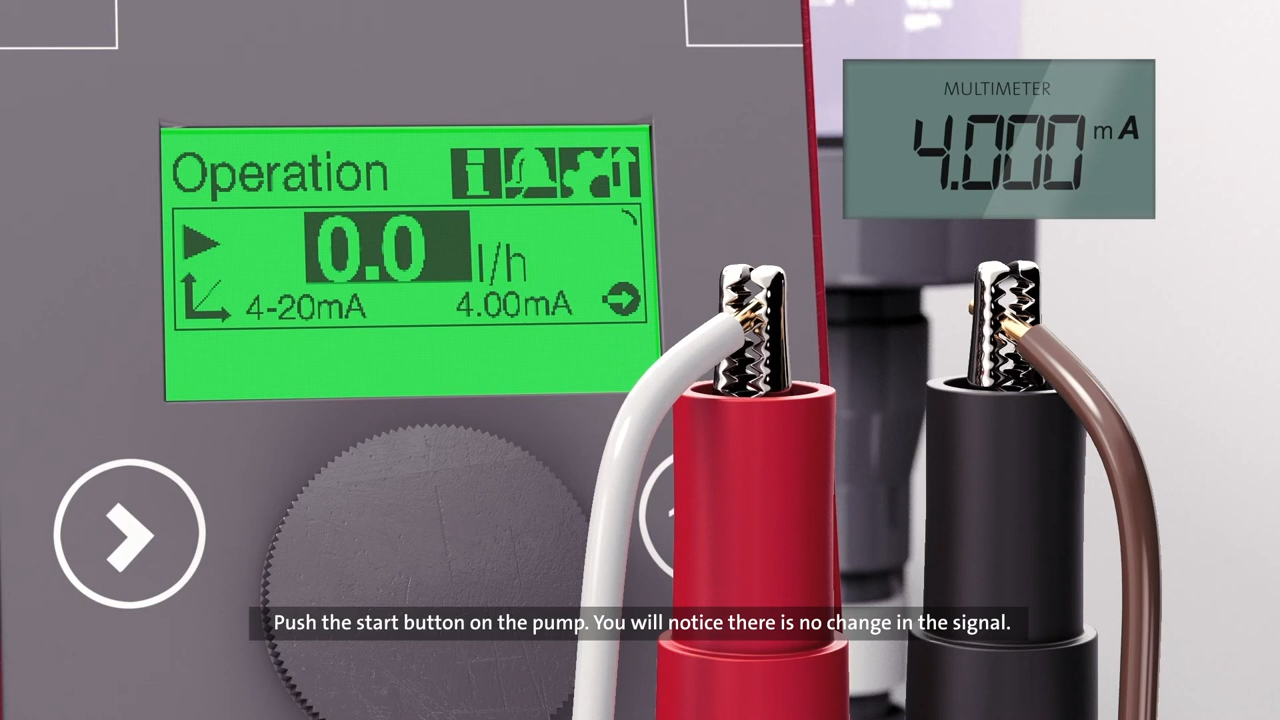 MULTIMETER
4.000 mA
Operation
0.0 l/h
4-20mA 4.00mA
Push the start button on the pump. You will notice there is no change in the signal.